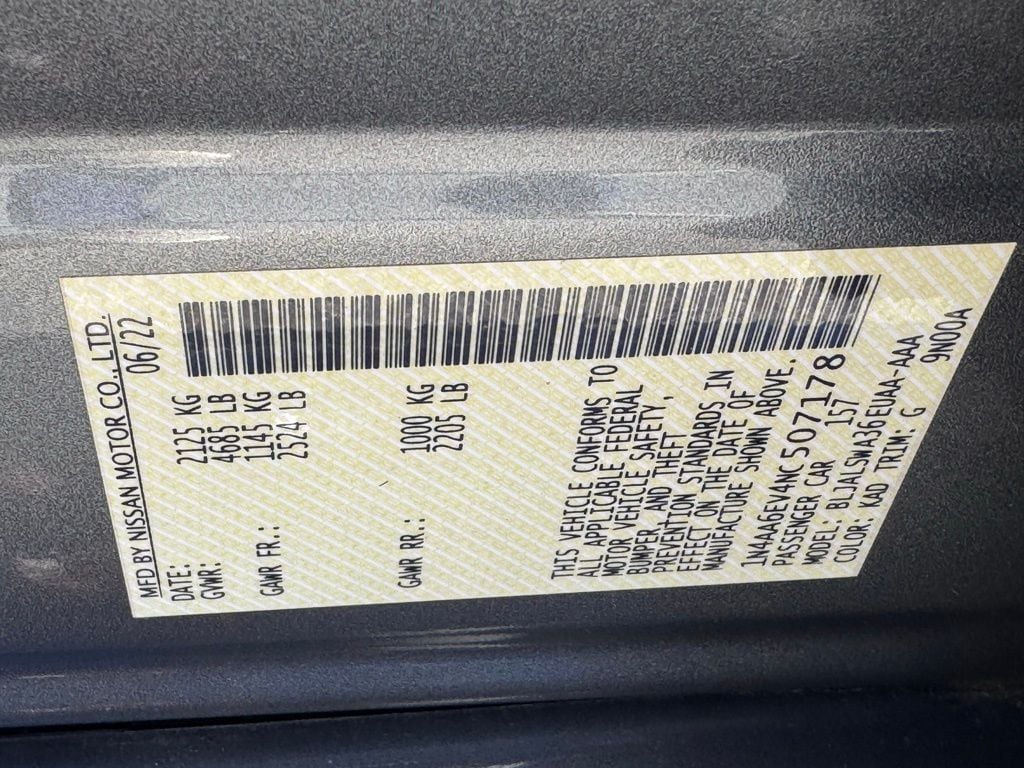 MFD BY NISSAN MOTOR CO., LTD.
DATE: 06/22
GVWR: 2125 KG
4685 LB
GAWR FR.: 1145 KG
2524 LB
GAWR RR.: 1000 KG
2205 LB
THIS VEHICLE CONFORMS TO
ALL APPLICABLE FEDERAL
MOTOR VEHICLE SAFETY,
BUMPER, AND THEFT
PREVENTION STANDARDS IN
EFFECT ON THE DATE OF
MANUFACTURE SHOWN ABOVE.
1N4AA6EV4NC507178
PASSENGER CAR 157
MODEL: BLJALSWA36EUAA-AAA
COLOR: KAD TRIM: G 9N00A